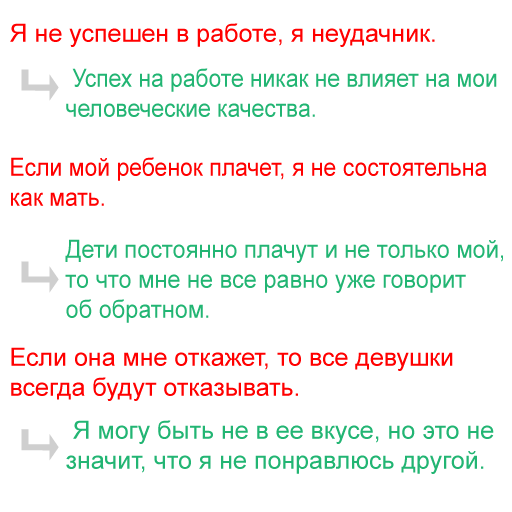 Я не успешен в работе, я неудачник.
Успех на работе никак не влияет на мои
человеческие качества.
Если мой ребенок плачет, я не состоятельна
как мать.
Дети постоянно плачут и не только мой,
то что мне не все равно уже говорит
об обратном.
Если она мне откажет, то все девушки
всегда будут отказывать.
Я могу быть не в ее вкусе, но это не
значит, что я не понравлюсь другой.